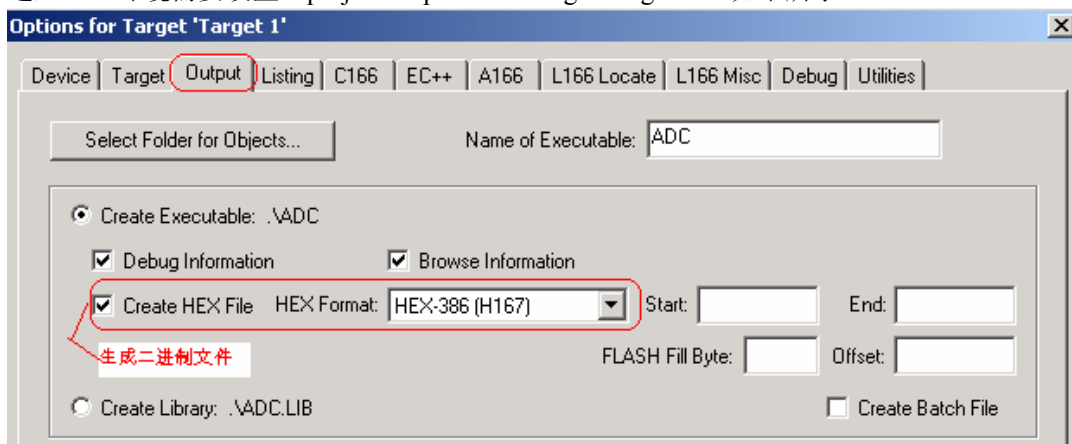 Options for Target 'Target 1'
Device Target Output Listing C166 EC++ A166 L166 Locate L166 Misc Debug Utilities
Select Folder for Objects... Name of Executable: ADC
Create Executable: .\ADC
Debug Information Browse Information
Create HEX File HEX Format: HEX-386 (H167) Start: End:
生成二进制文件 FLASH Fill Byte: Offset:
Create Library: .\ADC.LIB Create Batch File